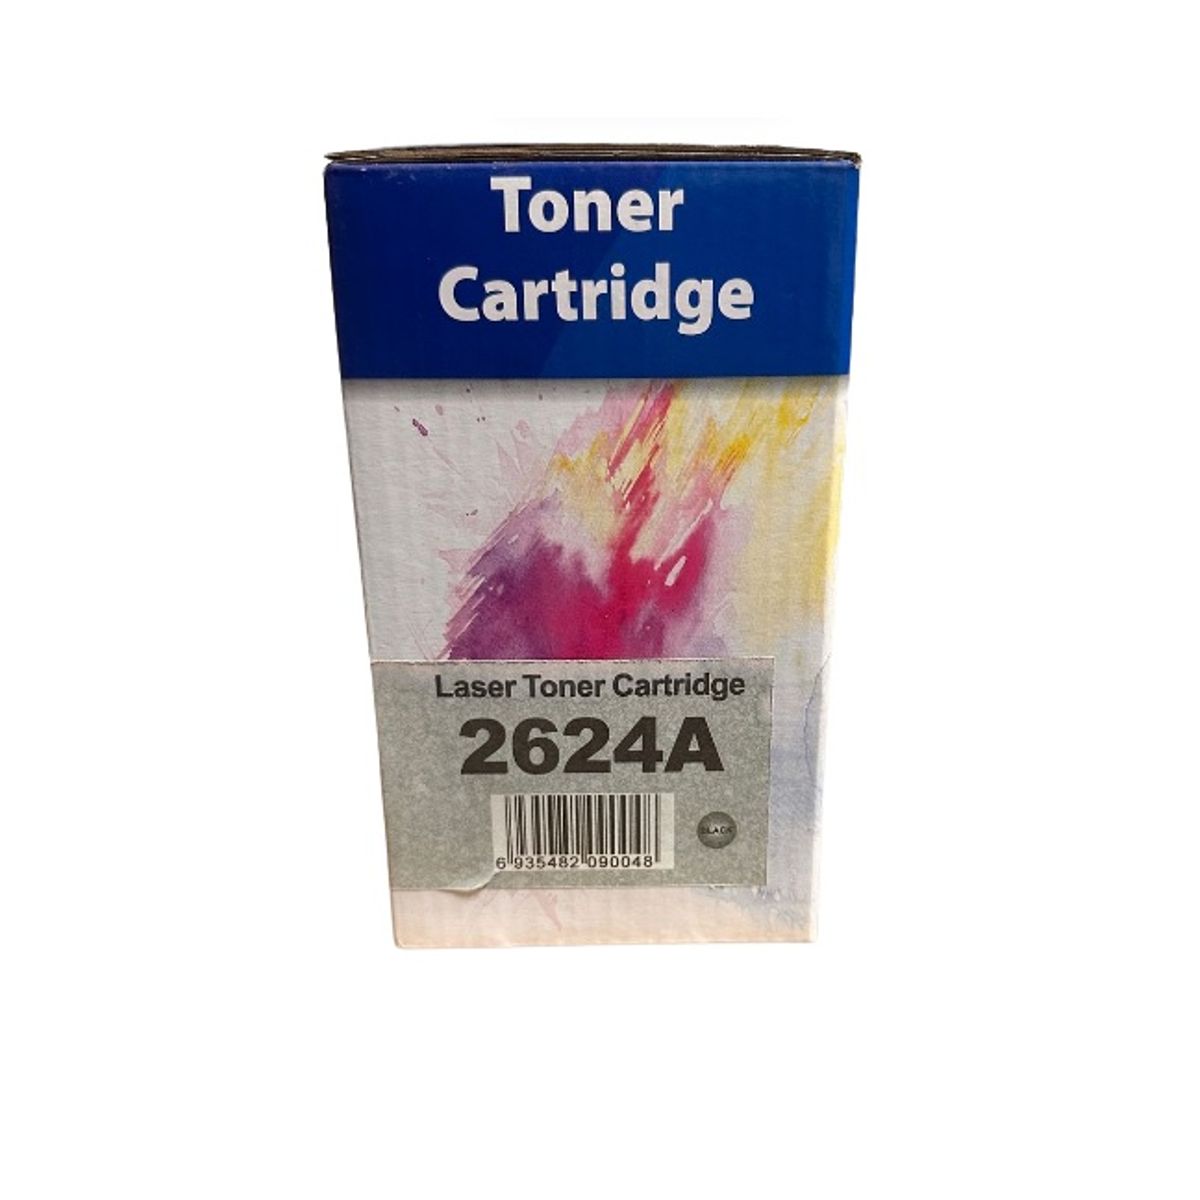 Toner
Cartridge
Laser Toner Cartridge
2624A
BLACK
6 935482 090048